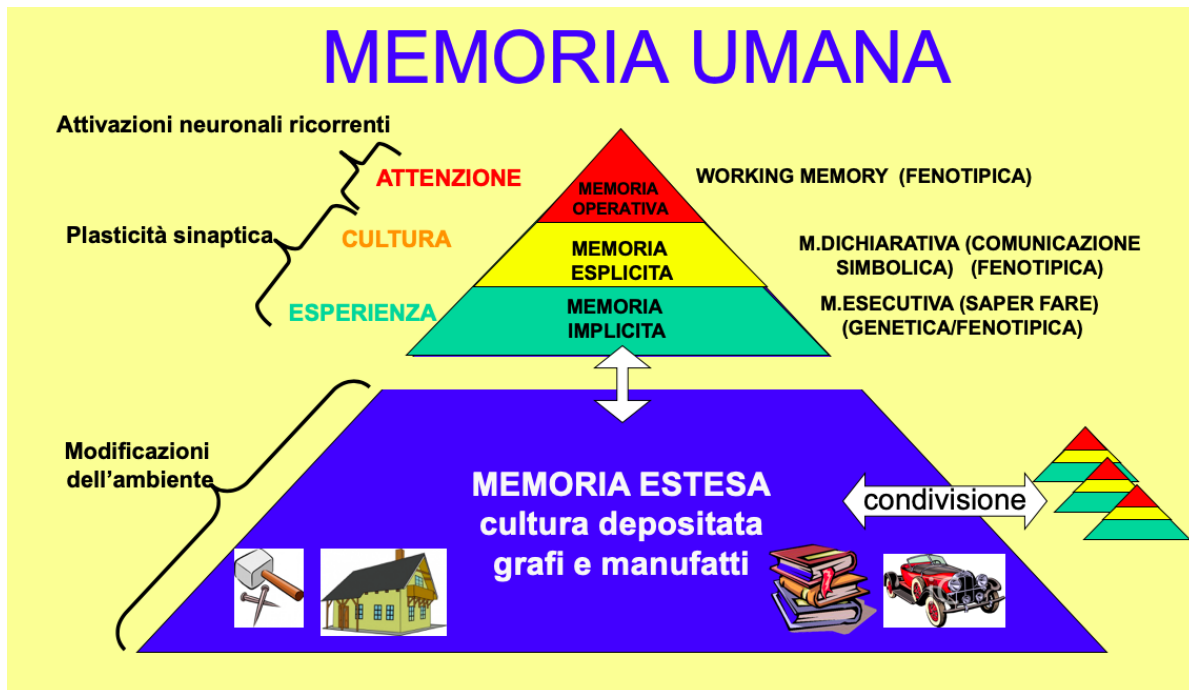 MEMORIA UMANA
Attivazioni neuronali ricorrenti
ATTENZIONE
MEMORIA
OPERATIVA
WORKING MEMORY (FENOTIPICA)
Plasticità sinaptica
CULTURA
MEMORIA
ESPLICITA
M.DICHIARATIVA (COMUNICAZIONE
SIMBOLICA) (FENOTIPICA)
ESPERIENZA
MEMORIA
IMPLICITA
M.ESECUTIVA (SAPER FARE)
(GENETICA/FENOTIPICA)
Modificazioni
dell'ambiente
MEMORIA ESTESA
cultura depositata
grafi e manufatti
condivisione